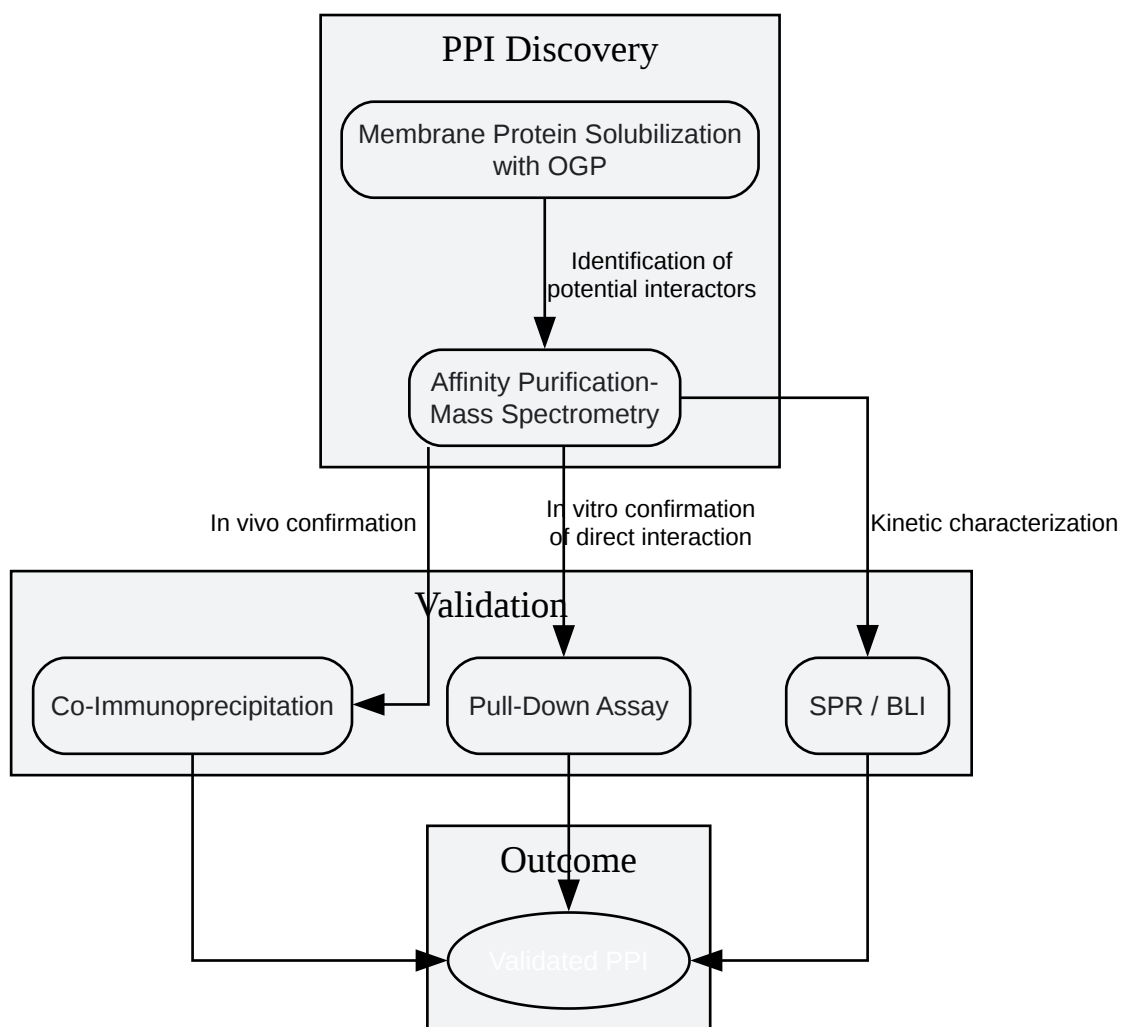 PPI Discovery
Membrane Protein Solubilization
with OGP
Identification of
potential interactors
Affinity Purification-
Mass Spectrometry
In vivo confirmation
In vitro confirmation
of direct interaction
Kinetic characterization
Validation
Co-Immunoprecipitation
Pull-Down Assay
SPR / BLI
Outcome
Validated PPI